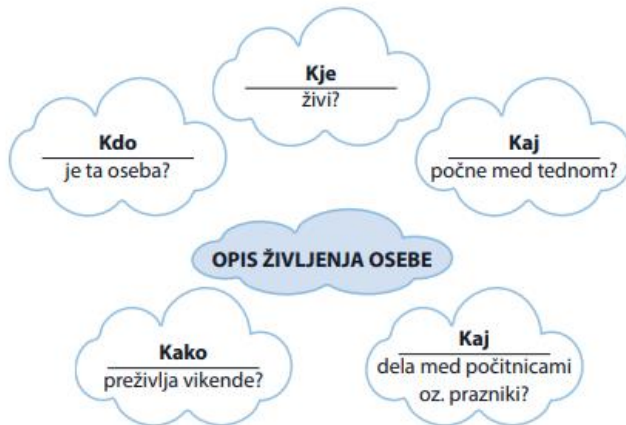 Kje
živi?
Kdo
je ta oseba?
Kaj
počne med tednom?
OPIS ŽIVLJENJA OSEBE
Kako
preživlja vikende?
Kaj
dela med počitnicami
oz. prazniki?